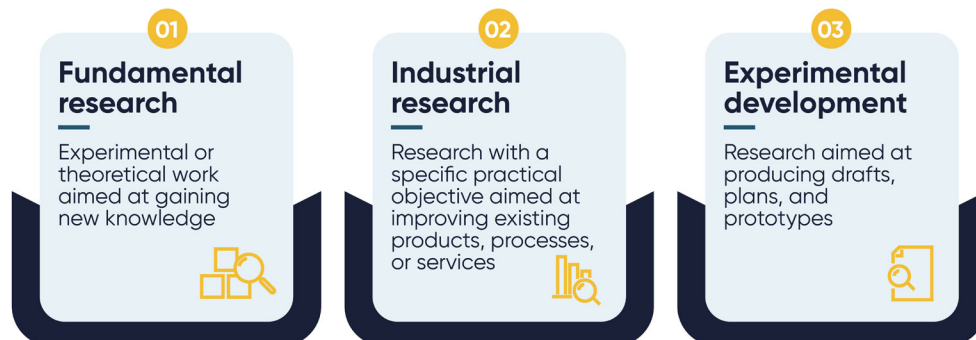 01
Fundamental
research
Experimental or
theoretical work
aimed at gaining
new knowledge
02
Industrial
research
Research with a
specific practical
objective aimed at
improving existing
products, processes,
or services
03
Experimental
development
Research aimed at
producing drafts,
plans, and
prototypes